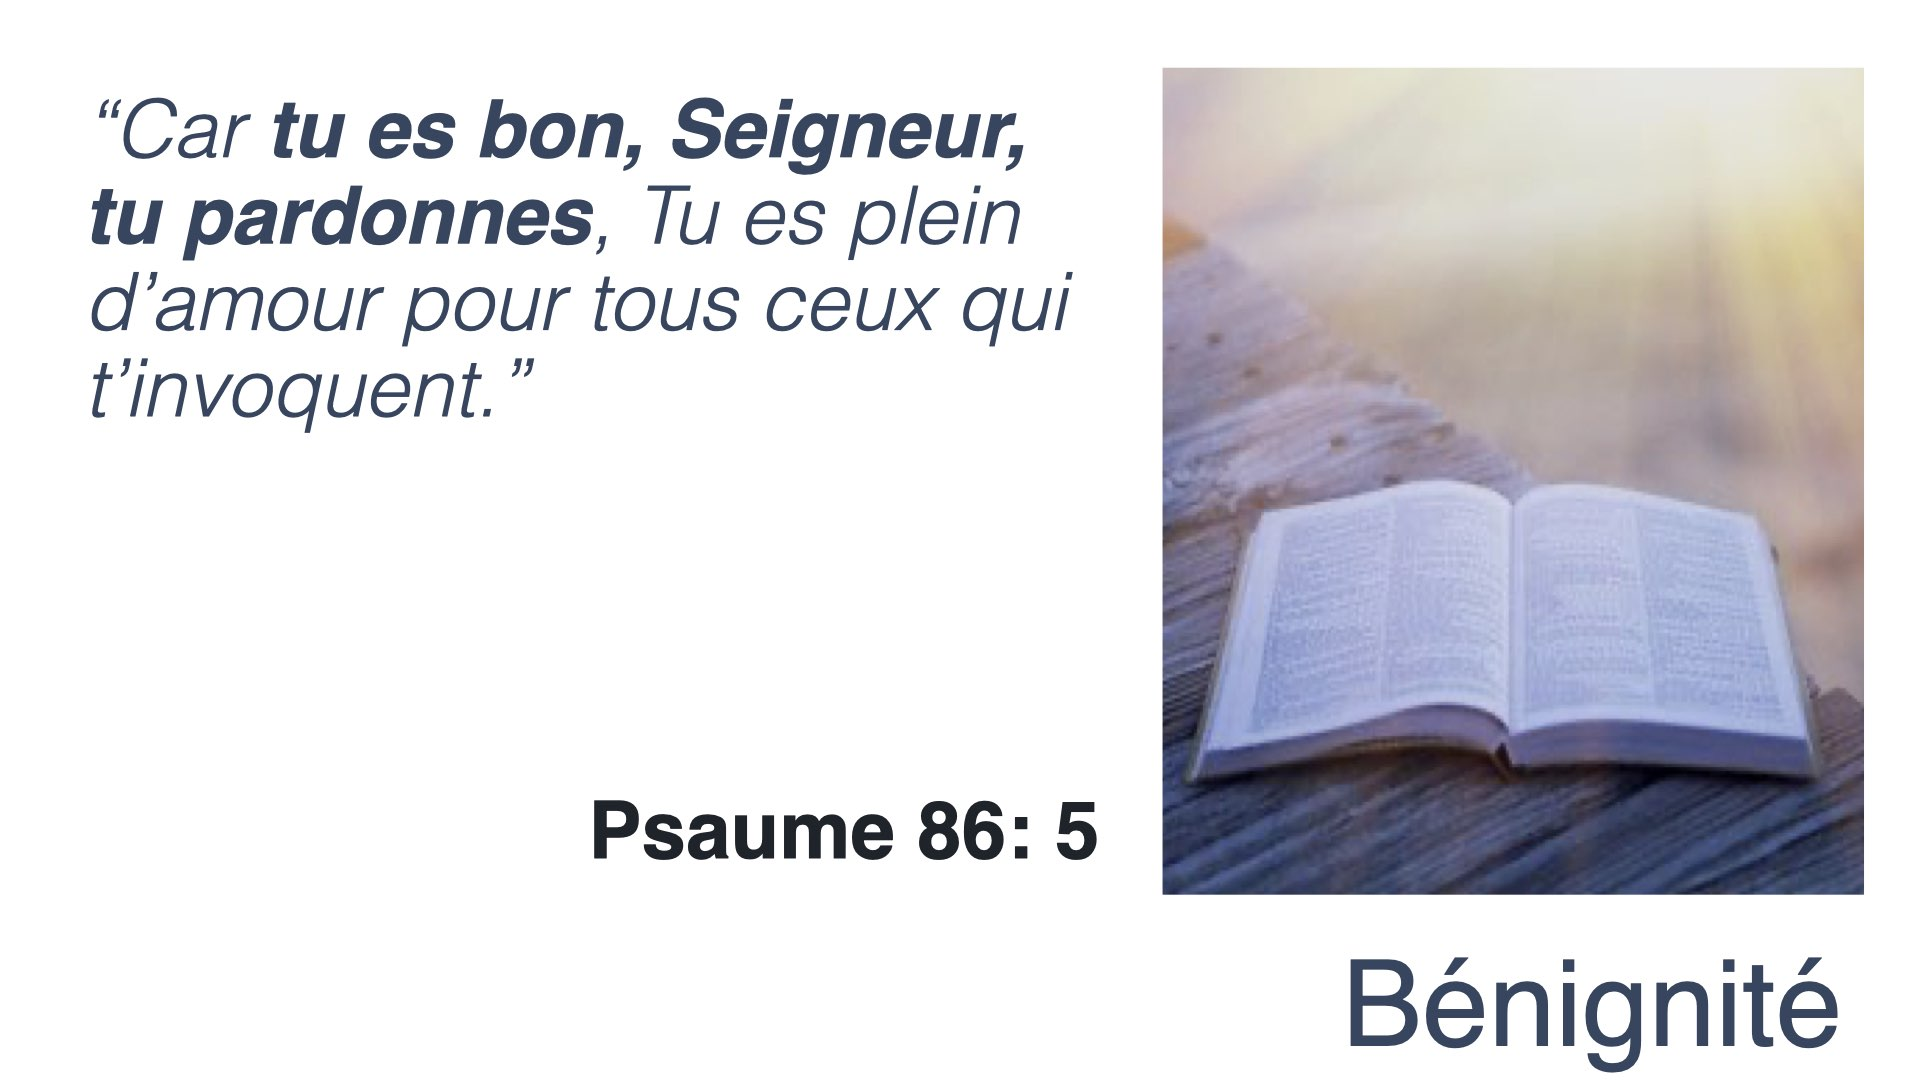 “Car tu es bon, Seigneur,
tu pardonnes, Tu es plein
d’amour pour tous ceux qui
t’invoquent.”
Psaume 86: 5
Bénignité